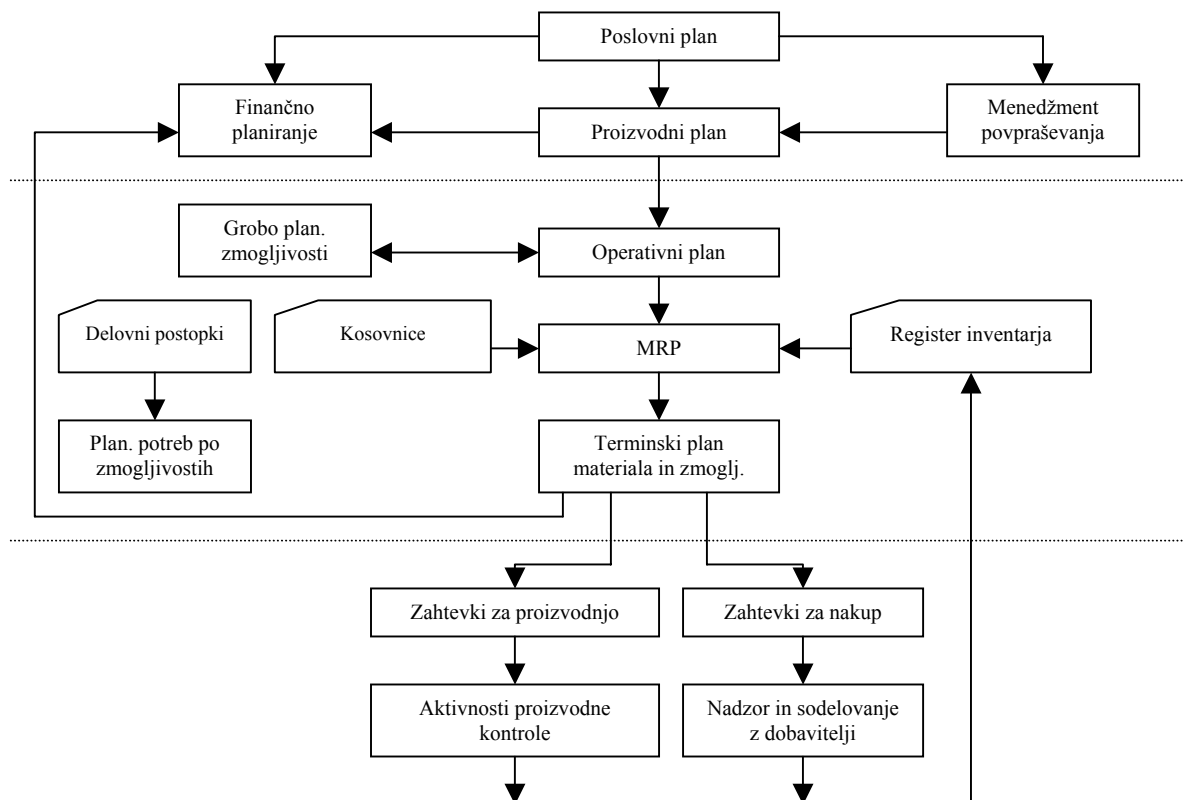 Poslovni plan
Finančno
planiranje
Proizvodni plan
Menedžment
povpraševanja
Grobo plan.
zmogljivosti
Operativni plan
Delovni postopki
Kosovnice
MRP
Register inventarja
Plan. potreb po
zmogljivostih
Terminski plan
materiala in zmoglj.
Zahtevki za proizvodnjo
Zahtevki za nakup
Aktivnosti proizvodne
kontrole
Nadzor in sodelovanje
z dobavitelji